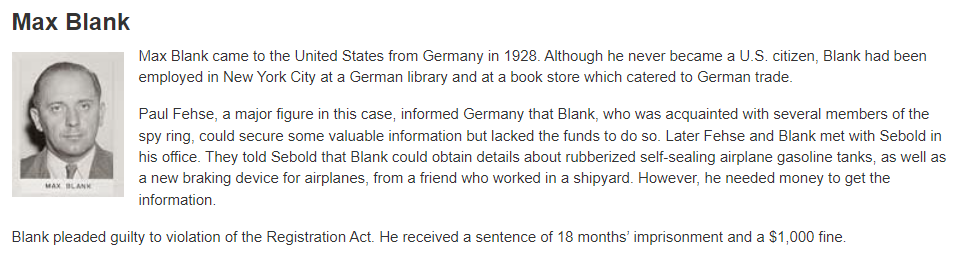 Max Blank
Max Blank came to the United States from Germany in 1928. Although he never became a U.S. citizen, Blank had been
employed in New York City at a German library and at a book store which catered to German trade.
Paul Fehse, a major figure in this case, informed Germany that Blank, who was acquainted with several members of the
spy ring, could secure some valuable information but lacked the funds to do so. Later Fehse and Blank met with Sebold in
his office. They told Sebold that Blank could obtain details about rubberized self-sealing airplane gasoline tanks, as well as
a new braking device for airplanes, from a friend who worked in a shipyard. However, he needed money to get the
information.
MAX BLANK
Blank pleaded guilty to violation of the Registration Act. He received a sentence of 18 months’ imprisonment and a $1,000 fine.